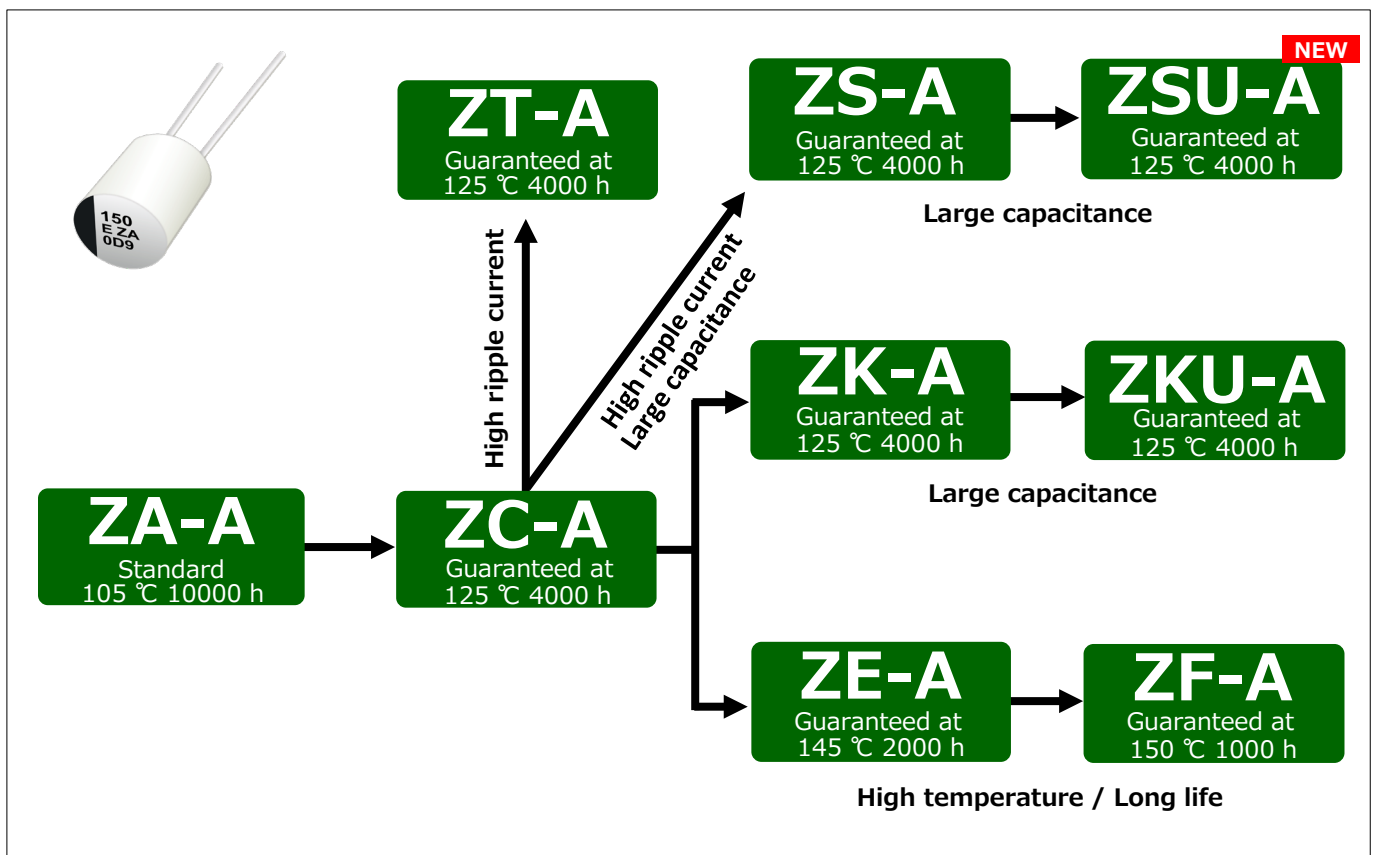 NEW
ZT-A
Guaranteed at
125 ℃ 4000 h
ZS-A
Guaranteed at
125 ℃ 4000 h
ZSU-A
Guaranteed at
125 ℃ 4000 h
Large capacitance
150
E ZA
0D9
High ripple current
High ripple current
Large capacitance
ZK-A
Guaranteed at
125 ℃ 4000 h
ZKU-A
Guaranteed at
125 ℃ 4000 h
Large capacitance
ZA-A
Standard
105 ℃ 10000 h
ZC-A
Guaranteed at
125 ℃ 4000 h
ZE-A
Guaranteed at
145 ℃ 2000 h
ZF-A
Guaranteed at
150 ℃ 1000 h
High temperature / Long life